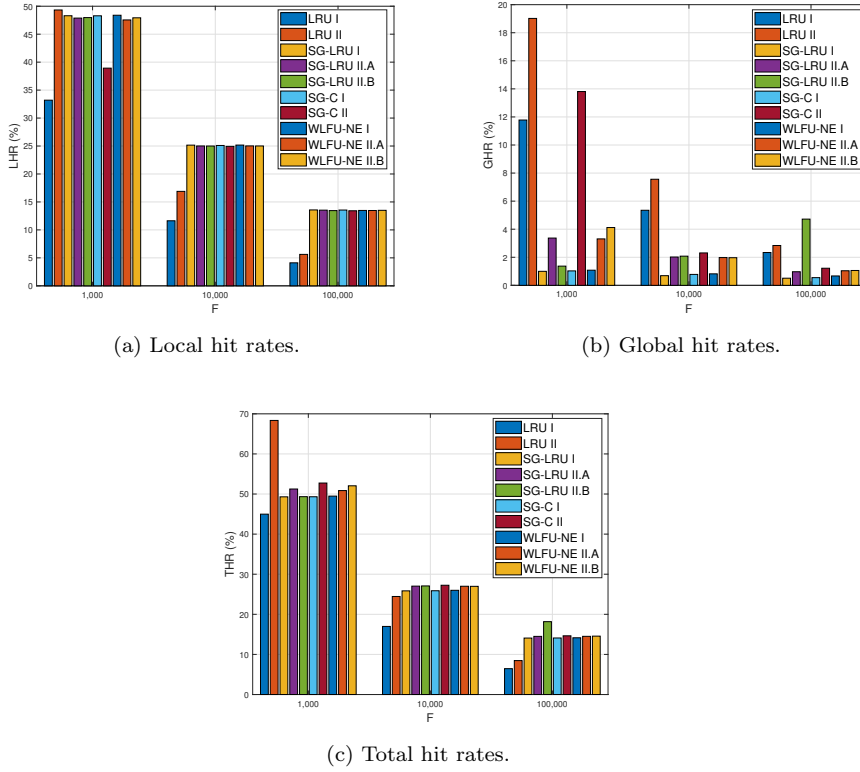 50
45
40
35
30
25
20
15
10
5
0
LHR (%)
1,000
10,000
100,000
F
LRU I
LRU II
SG-LRU I
SG-LRU II.A
SG-LRU II.B
SG-C I
SG-C II
WLFU-NE I
WLFU-NE II.A
WLFU-NE II.B
(a) Local hit rates.
20
18
16
14
12
10
8
6
4
2
0
GHR (%)
1,000
10,000
100,000
F
LRU I
LRU II
SG-LRU I
SG-LRU II.A
SG-LRU II.B
SG-C I
SG-C II
WLFU-NE I
WLFU-NE II.A
WLFU-NE II.B
(b) Global hit rates.
70
60
50
40
30
20
10
0
THR (%)
1,000
10,000
100,000
F
LRU I
LRU II
SG-LRU I
SG-LRU II.A
SG-LRU II.B
SG-C I
SG-C II
WLFU-NE I
WLFU-NE II.A
WLFU-NE II.B
(c) Total hit rates.